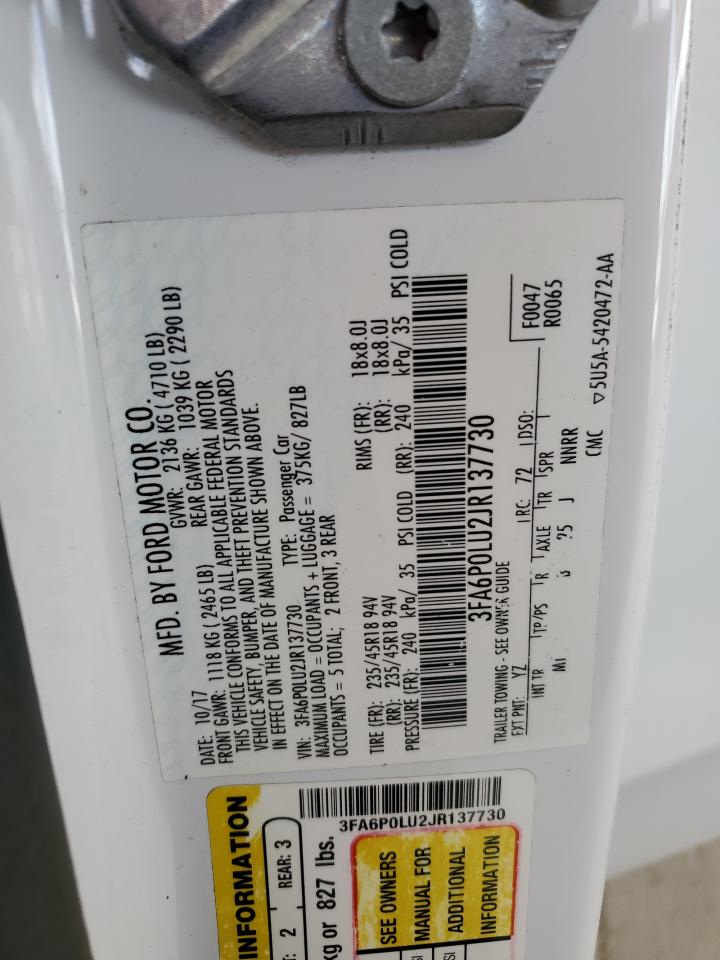 MFD. BY FORD MOTOR CO.
DATE: 10/17 GVWR: 2136 KG ( 4710 LB)
FRONT GAWR: 1118 KG ( 2465 LB) REAR GAWR: 1039 KG ( 2290 LB)
THIS VEHICLE CONFORMS TO ALL APPLICABLE FEDERAL MOTOR
VEHICLE SAFETY, BUMPER, AND THEFT PREVENTION STANDARDS
IN EFFECT ON THE DATE OF MANUFACTURE SHOWN ABOVE.
VIN: 3FA6P0LU2JR137730 TYPE: Passenger Car
MAXIMUM LOAD = OCCUPANTS + LUGGAGE = 375KG/ 827LB
OCCUPANTS = 5 TOTAL; 2 FRONT, 3 REAR
TIRE (FR): 235/45R18 94V RIMS (FR): 18x8.0J
(RR): 235/45R18 94V (RR): 18x8.0J
PRESSURE (FR): 240 kPa/ 35 PSI COLD (RR): 240 kPa/ 35 PSI COLD
3FA6P0LU2JR137730
TRAILER TOWING - SEE OWNER GUIDE
EXT PNT: YZ RC: 72 DSO: F0047
R0065
INT TR TP/PS R AXLE TR SPR
J NNRR
CMC ▽5U5A-5420472-AA
3FA6P0LU2JR137730
INFORMATION
2 REAR: 3
kg or 827 lbs.
SEE OWNERS
MANUAL FOR
ADDITIONAL
INFORMATION